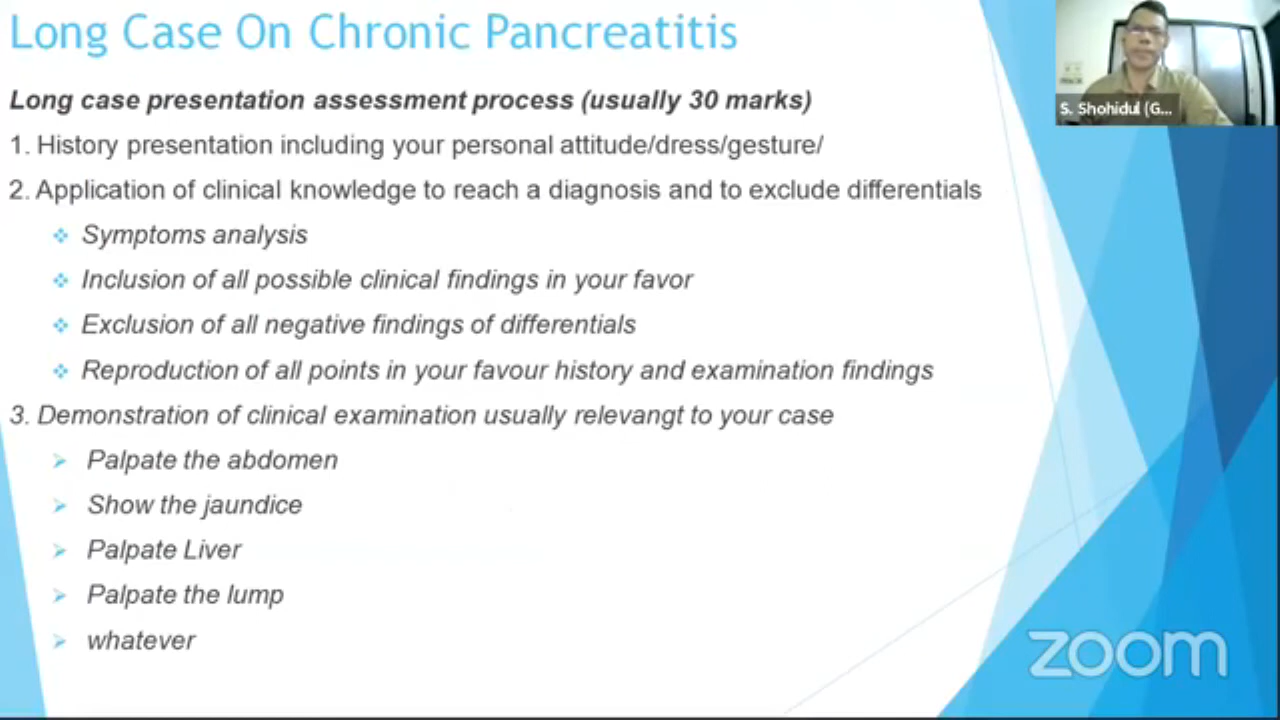 Long Case On Chronic Pancreatitis
Long case presentation assessment process (usually 30 marks)
1. History presentation including your personal attitude/dress/gesture/
2. Application of clinical knowledge to reach a diagnosis and to exclude differentials
Symptoms analysis
Inclusion of all possible clinical findings in your favor
Exclusion of all negative findings of differentials
Reproduction of all points in your favour history and examination findings
3. Demonstration of clinical examination usually relevangt to your case
Palpate the abdomen
Show the jaundice
Palpate Liver
Palpate the lump
whatever
S. Shohidul (G...
zoom